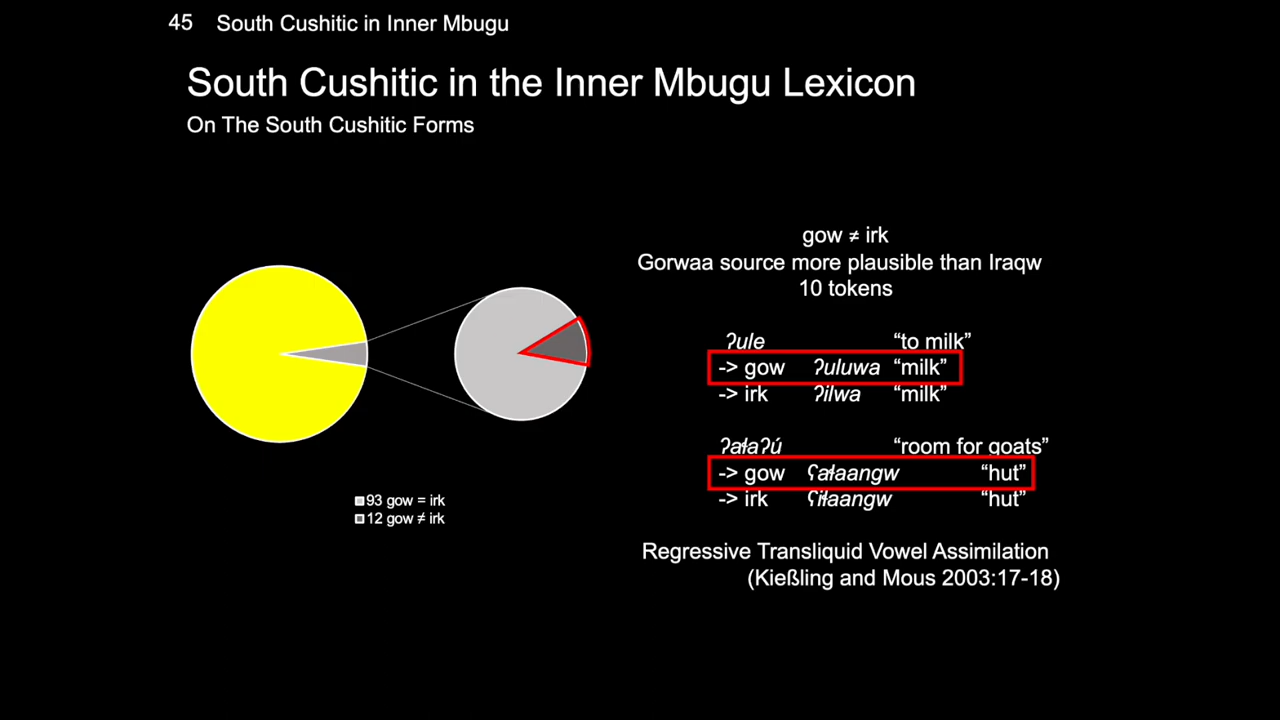 45 South Cushitic in Inner Mbugu
South Cushitic in the Inner Mbugu Lexicon
On The South Cushitic Forms
gow ≠ irk
Gorwaa source more plausible than Iraqw
10 tokens
ʔule “to milk”
-> gow ʔuluwa “milk”
-> irk ʔilwa “milk”
ʔaɬaʔú “room for goats”
-> gow ʕaɬaangw “hut”
-> irk ʕiɬaangw “hut”
93 gow = irk
12 gow ≠ irk
Regressive Transliquid Vowel Assimilation
(Kießling and Mous 2003:17-18)